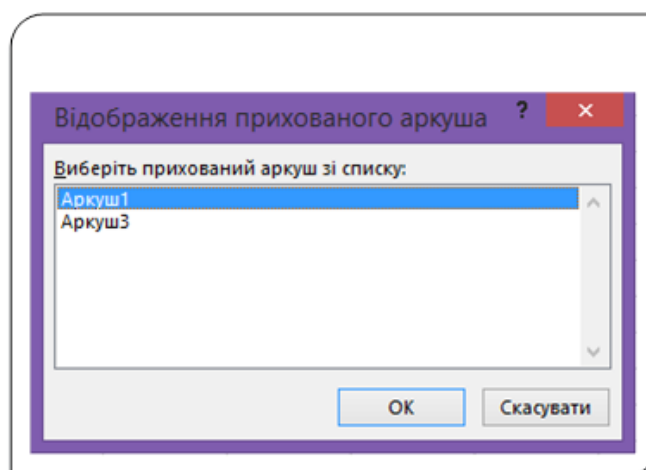 Відображення прихованого аркуша ?
Виберіть прихований аркуш зі списку:
Аркуш1
Аркуш3
ОК Скасувати